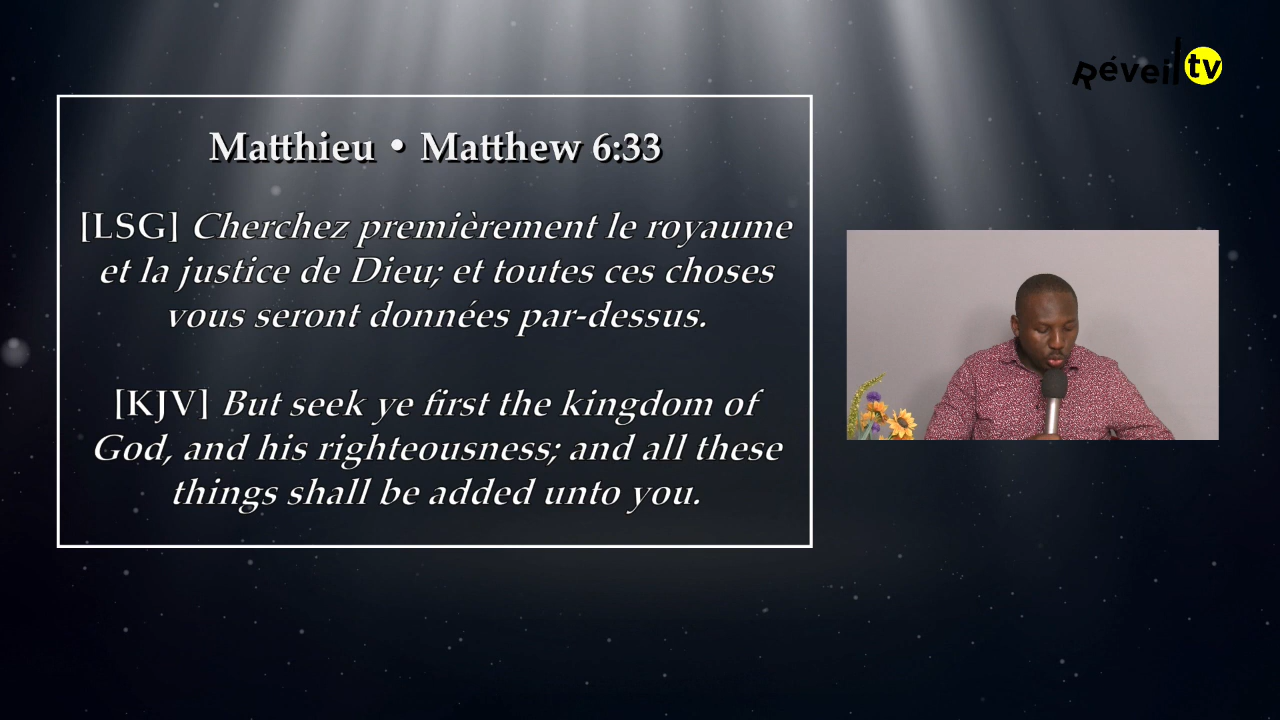 Réveil tv
Matthieu • Matthew 6:33
[LSG] Cherchez premièrement le royaume
et la justice de Dieu; et toutes ces choses
vous seront données par-dessus.
[KJV] But seek ye first the kingdom of
God, and his righteousness; and all these
things shall be added unto you.